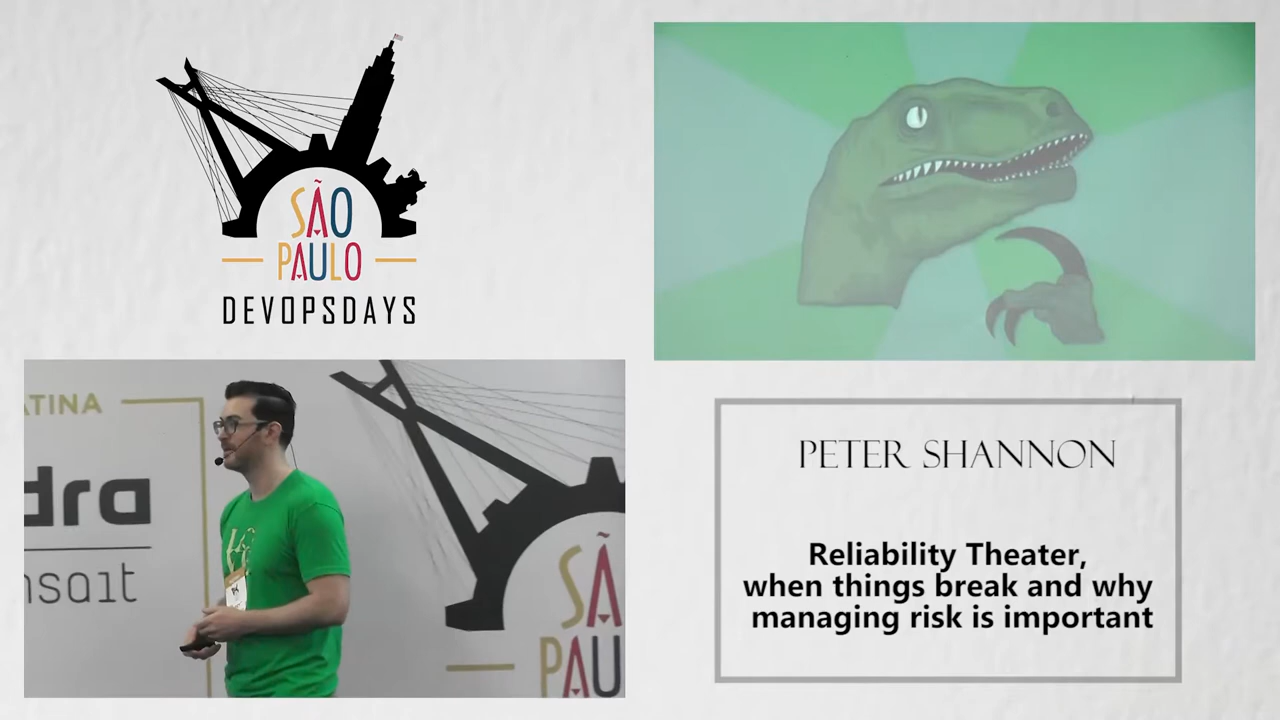 SÃO
PAULO
DEVOPSDAYS
ATINA
dra
nsait
SÃ
PAU
PETER SHANNON
Reliability Theater,
when things break and why
managing risk is important